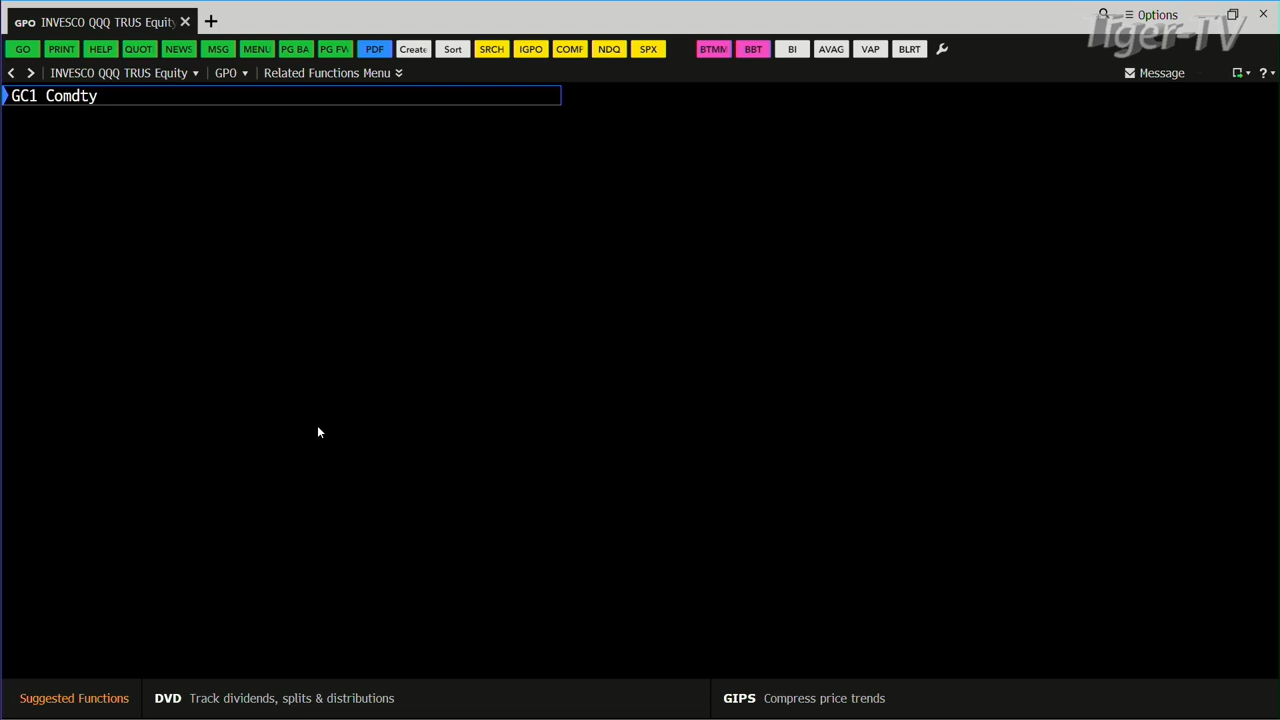 GPO INVESCO QQQ TRUS Equity
Options
Tiger-TV
GO PRINT HELP QUOT NEWS MSG MENU PG BA PG FW PDF Create Sort SRCH IGPO COMF NDQ SPX BTMM BBT BI AVAG VAP BLRT
INVESCO QQQ TRUS Equity GPO Related Functions Menu Message ?
GC1 Comdty
Suggested Functions DVD Track dividends, splits & distributions GIPS Compress price trends